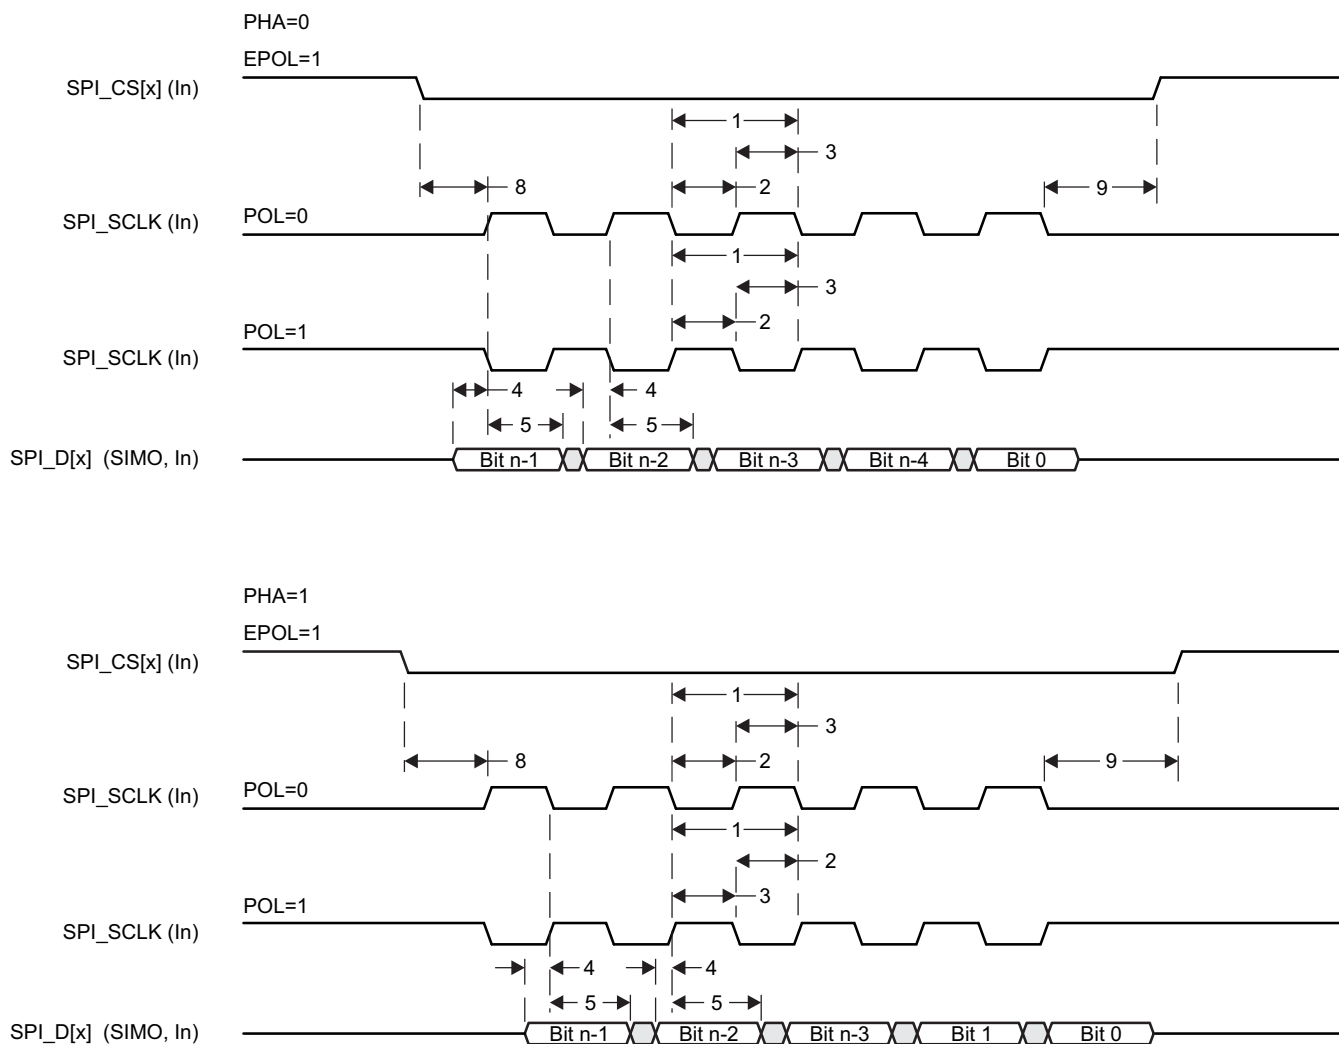 PHA=0
EPOL=1
SPI_CS[x] (In)
1
3
8
2
9
POL=0
SPI_SCLK (In)
1
3
2
POL=1
SPI_SCLK (In)
4
4
5
5
SPI_D[x] (SIMO, In)
Bit n-1
Bit n-2
Bit n-3
Bit n-4
Bit 0
PHA=1
EPOL=1
SPI_CS[x] (In)
1
3
8
2
9
POL=0
SPI_SCLK (In)
1
2
3
POL=1
SPI_SCLK (In)
4
4
5
5
SPI_D[x] (SIMO, In)
Bit n-1
Bit n-2
Bit n-3
Bit 1
Bit 0